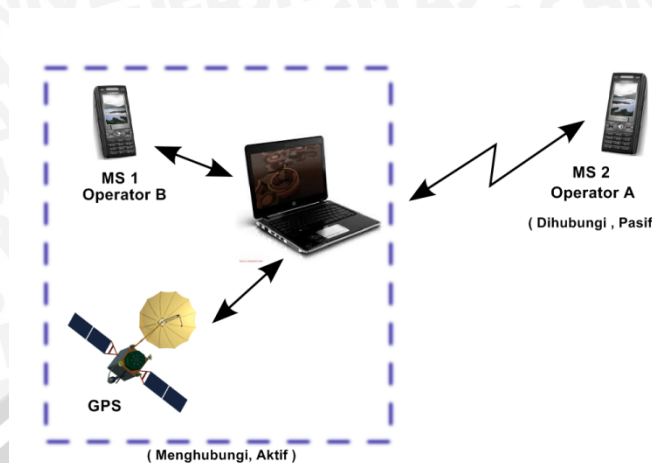 MS 1
Operator B
MS 2
Operator A
( Dihubungi , Pasif
GPS
( Menghubungi, Aktif )